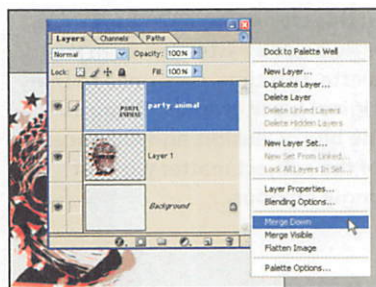 Layers Channels Paths
Normal Opacity: 100%
Lock: Fill: 100%
PARTY
ANIMAL
party animal
Layer 1
Background
Dock to Palette Well
New Layer...
Duplicate Layer...
Delete Layer
Delete Linked Layers
Delete Hidden Layers
New Layer Set...
New Set From Linked...
Lock All Layers In Set...
Layer Properties...
Blending Options...
Merge Down
Merge Visible
Flatten Image
Palette Options...